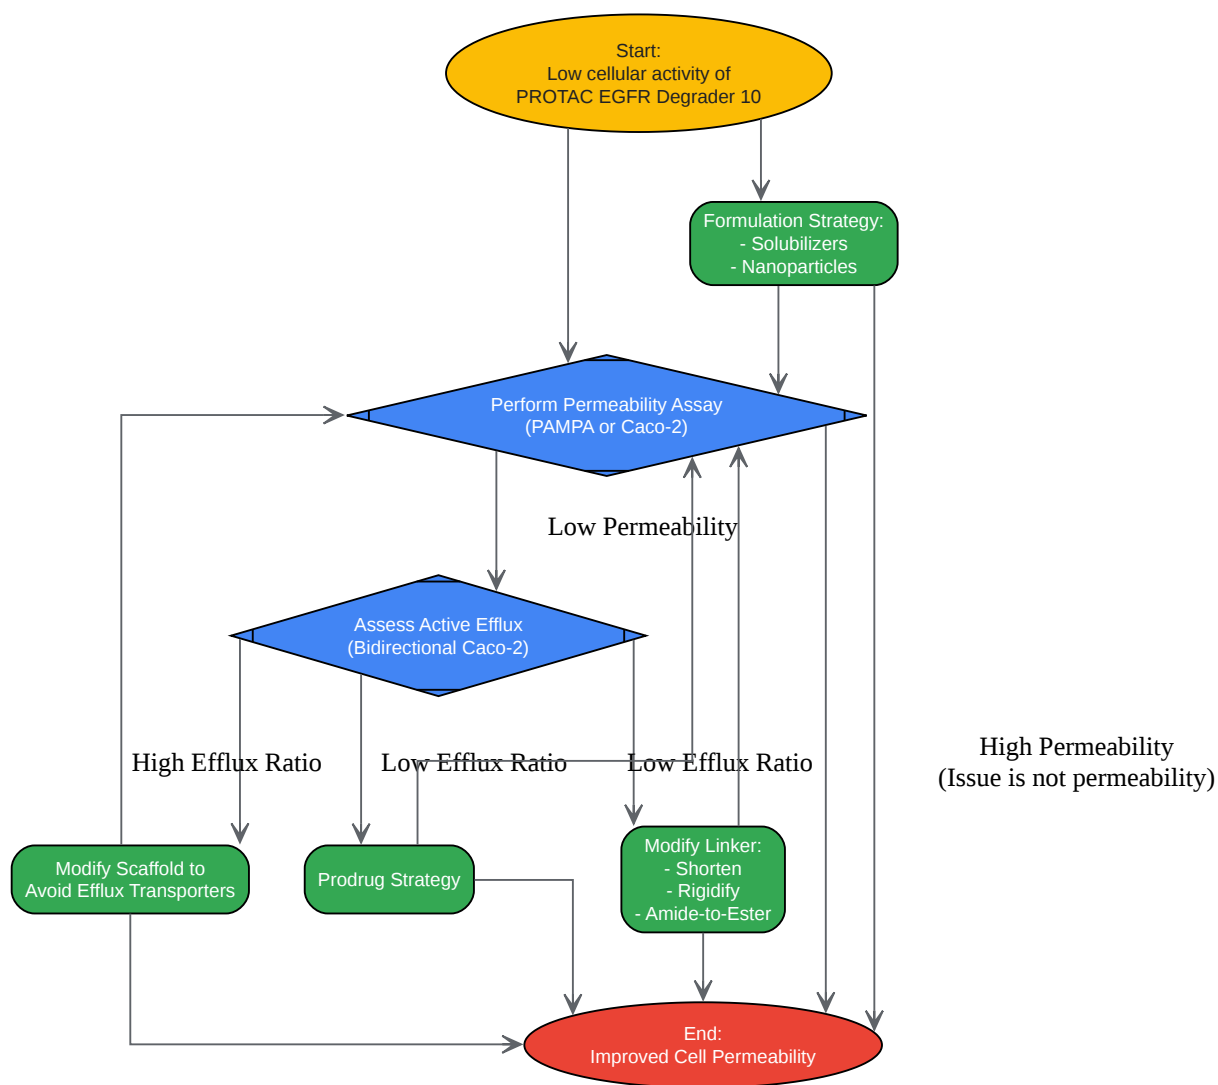 Start:
Low cellular activity of
PROTAC EGFR Degrader 10
Formulation Strategy:
- Solubilizers
- Nanoparticles
Perform Permeability Assay
(PAMPA or Caco-2)
Low Permeability
Assess Active Efflux
(Bidirectional Caco-2)
High Efflux Ratio
Low Efflux Ratio
Low Efflux Ratio
High Permeability
(Issue is not permeability)
Modify Scaffold to
Avoid Efflux Transporters
Prodrug Strategy
Modify Linker:
- Shorten
- Rigidify
- Amide-to-Ester
End:
Improved Cell Permeability